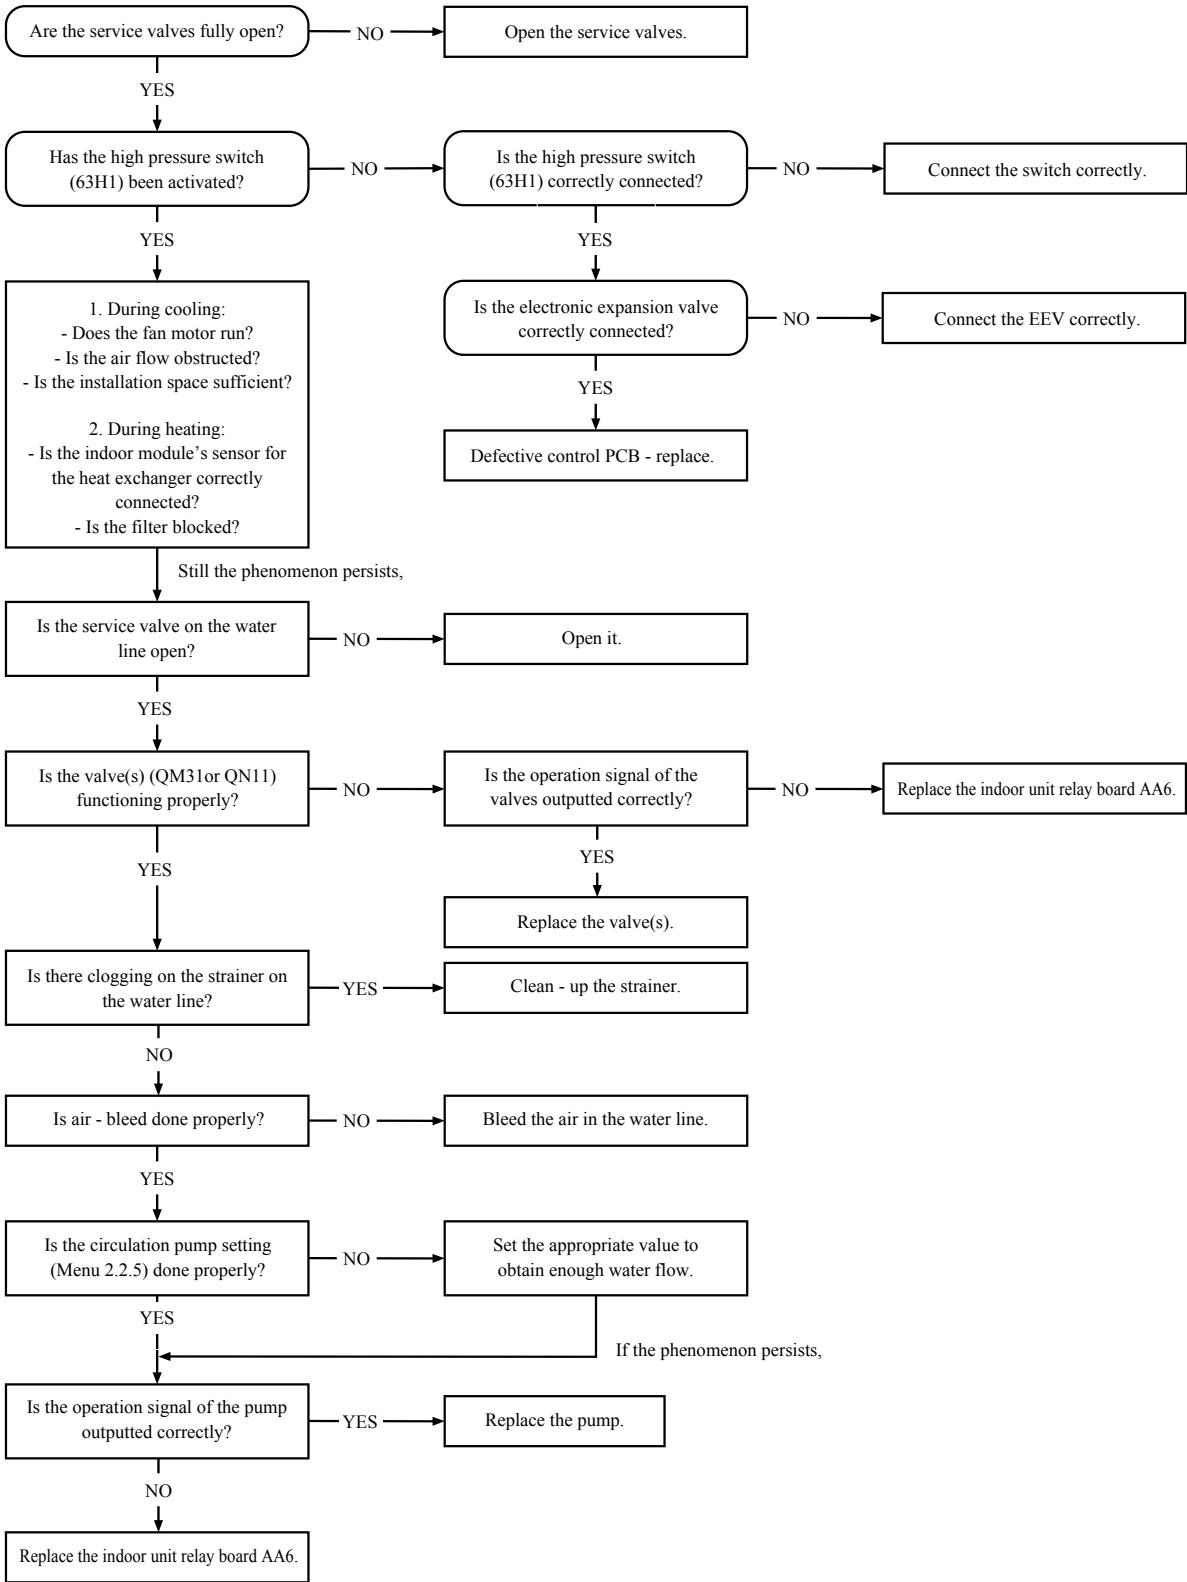 Are the service valves fully open?
NO
Open the service valves.
YES
Has the high pressure switch
(63H1) been activated?
NO
Is the high pressure switch
(63H1) correctly connected?
NO
Connect the switch correctly.
YES
YES
1. During cooling:
- Does the fan motor run?
- Is the air flow obstructed?
- Is the installation space sufficient?
2. During heating:
- Is the indoor module’s sensor for
the heat exchanger correctly
connected?
- Is the filter blocked?
Is the electronic expansion valve
correctly connected?
NO
Connect the EEV correctly.
YES
Defective control PCB - replace.
Still the phenomenon persists,
Is the service valve on the water
line open?
NO
Open it.
YES
Is the valve(s) (QM31or QN11)
functioning properly?
NO
Is the operation signal of the
valves outputted correctly?
NO
Replace the indoor unit relay board AA6.
YES
YES
Replace the valve(s).
Is there clogging on the strainer on
the water line?
YES
Clean - up the strainer.
NO
Is air - bleed done properly?
NO
Bleed the air in the water line.
YES
Is the circulation pump setting
(Menu 2.2.5) done properly?
NO
Set the appropriate value to
obtain enough water flow.
YES
If the phenomenon persists,
Is the operation signal of the pump
outputted correctly?
YES
Replace the pump.
NO
Replace the indoor unit relay board AA6.